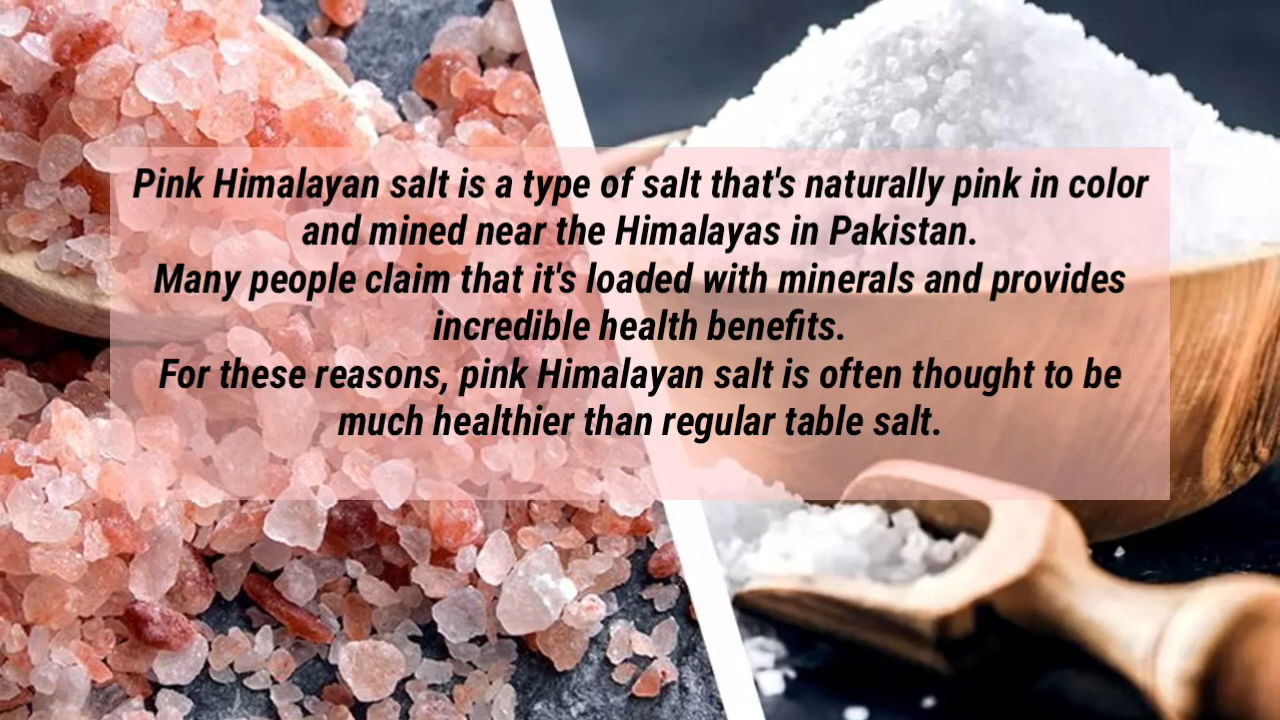 Pink Himalayan salt is a type of salt that's naturally pink in color
and mined near the Himalayas in Pakistan.
Many people claim that it's loaded with minerals and provides
incredible health benefits.
For these reasons, pink Himalayan salt is often thought to be
much healthier than regular table salt.